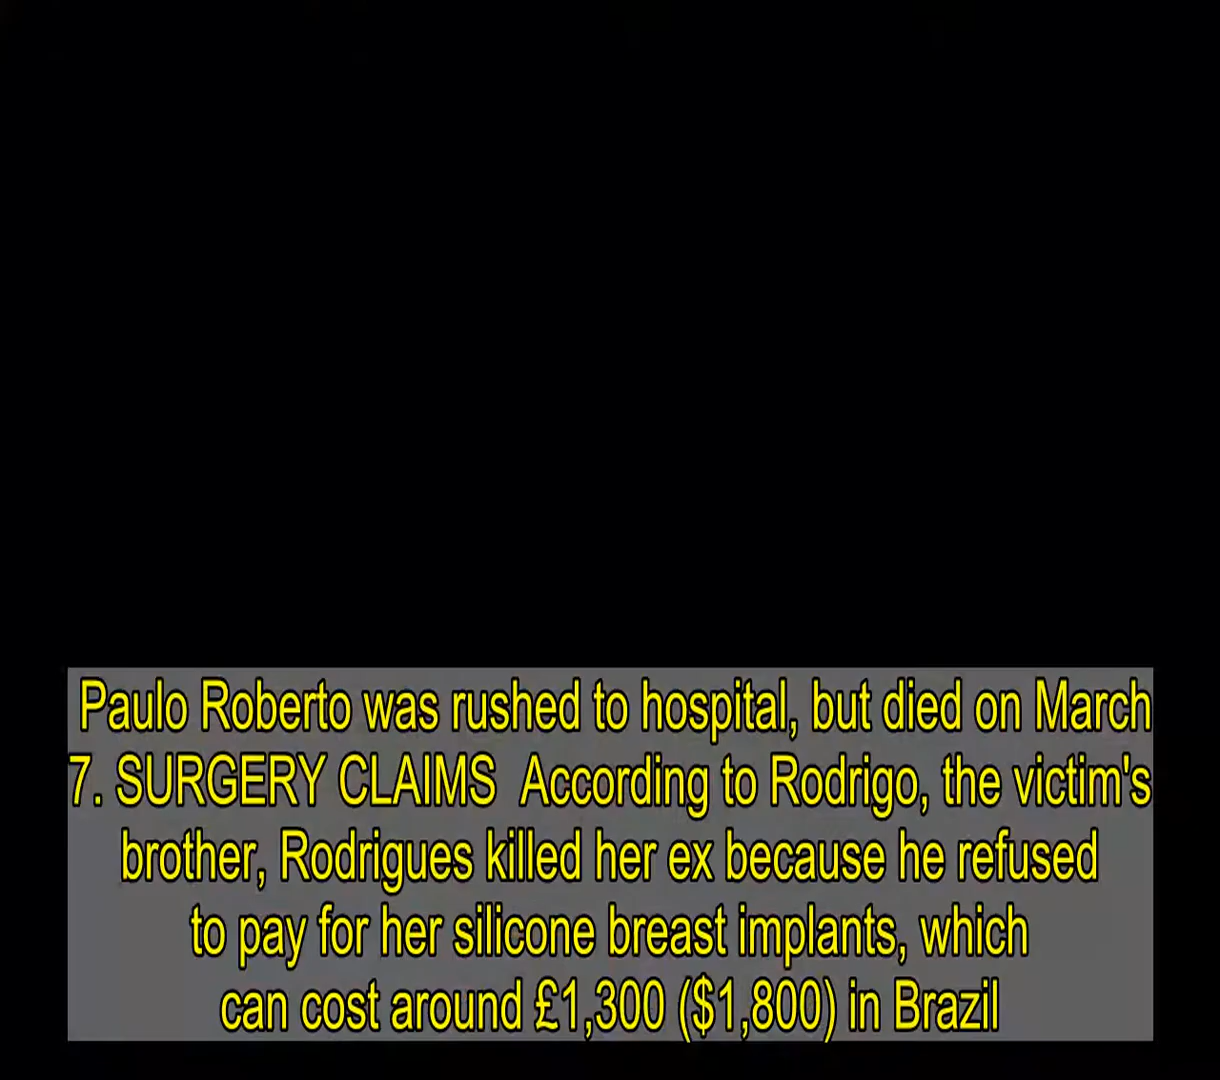 Paulo Roberto was rushed to hospital, but died on March
7. SURGERY CLAIMS  According to Rodrigo, the victim's
brother, Rodrigues killed her ex because he refused
to pay for her silicone breast implants, which
can cost around £1,300 ($1,800) in Brazil